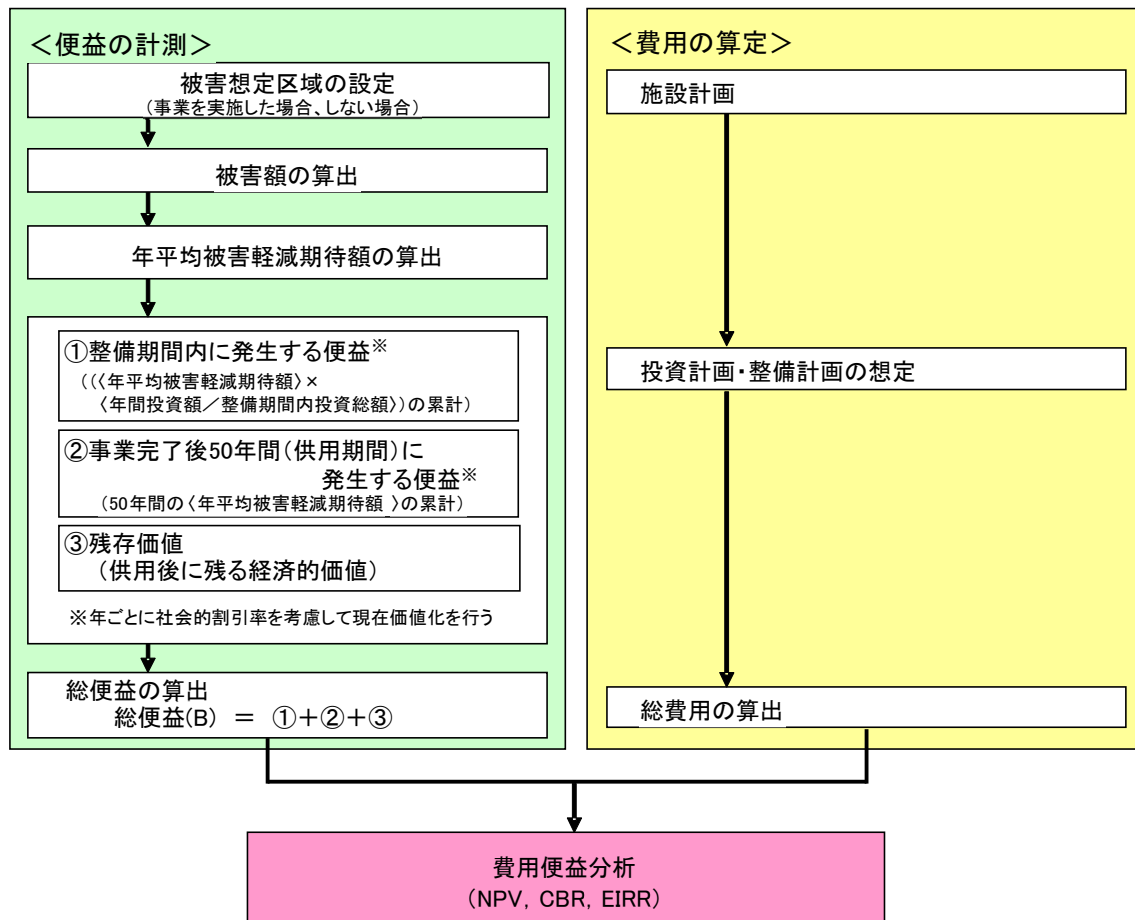 ＜便益の計測＞
被害想定区域の設定
（事業を実施した場合、しない場合）
被害額の算出
年平均被害軽減期待額の算出
①整備期間内に発生する便益※
（（〈年平均被害軽減期待額〉×
〈年間投資額／整備期間内投資総額〉）の累計）
②事業完了後50年間（供用期間）に
発生する便益※
（50年間の〈年平均被害軽減期待額 〉の累計）
③残存価値
（供用後に残る経済的価値）
※年ごとに社会的割引率を考慮して現在価値化を行う
総便益の算出
総便益(B) ＝ ①＋②＋③
＜費用の算定＞
施設計画
投資計画・整備計画の想定
総費用の算出
費用便益分析
（NPV, CBR, EIRR）